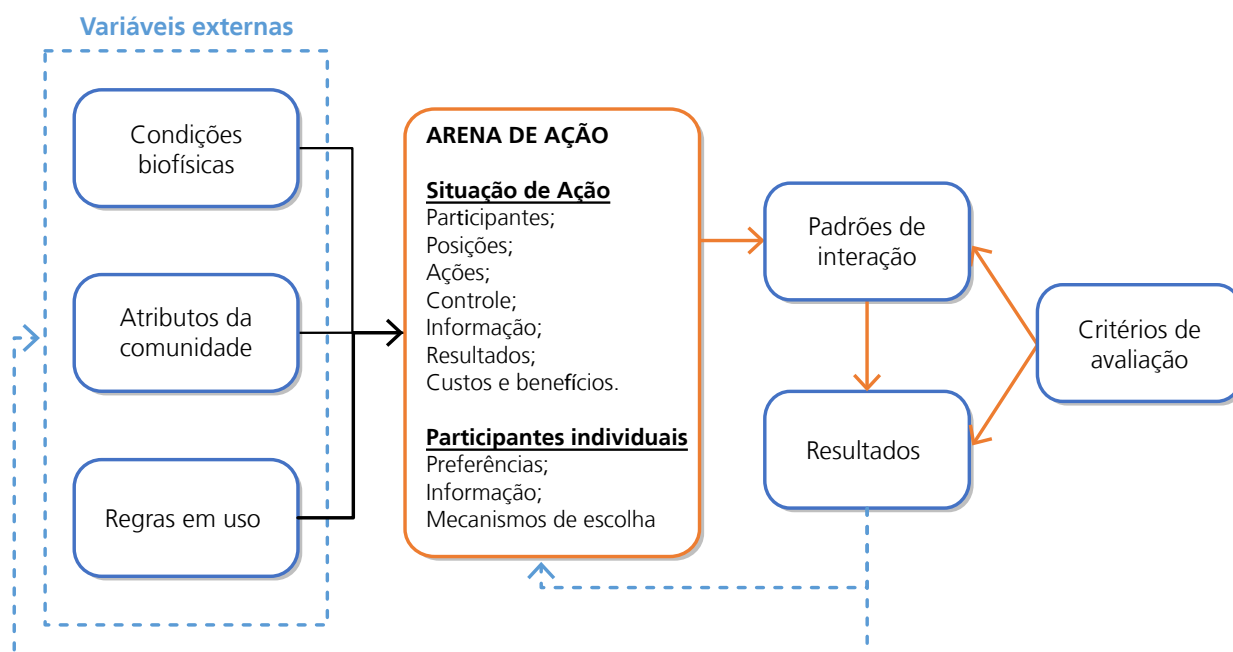 Variáveis externas
Condições
biofísicas
Atributos da
comunidade
Regras em uso
ARENA DE AÇÃO
Situação de Ação
Participantes;
Posições;
Ações;
Controle;
Informação;
Resultados;
Custos e benefícios.
Participantes individuais
Preferências;
Informação;
Mecanismos de escolha
Padrões de
interação
Resultados
Critérios de
avaliação